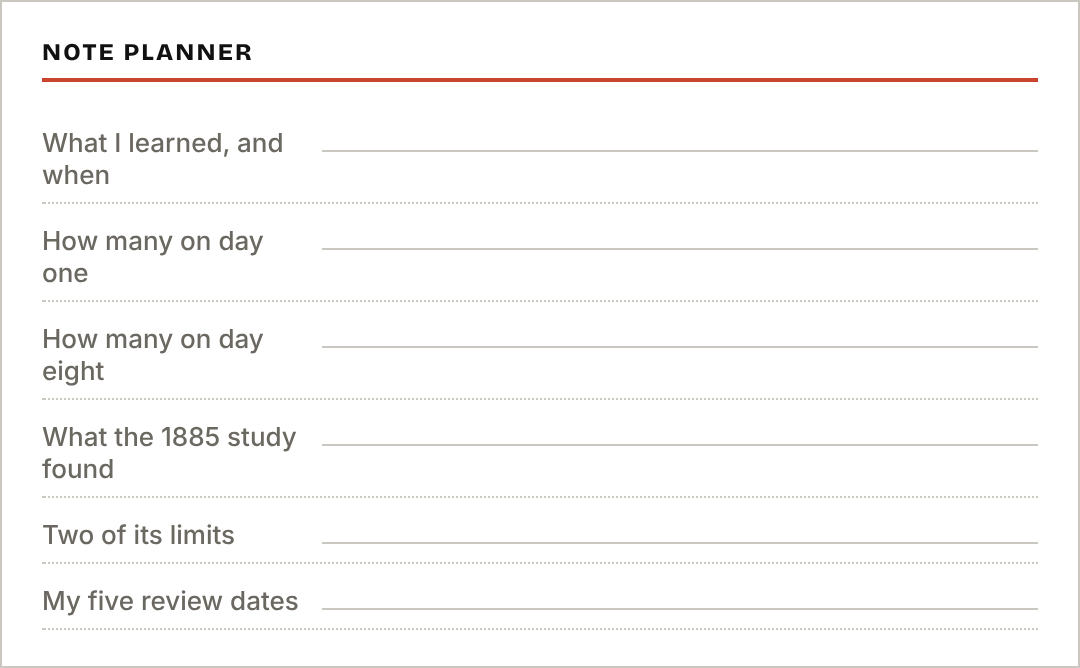 NOTE PLANNER
What I learned, and
when
How many on day
one
How many on day
eight
What the 1885 study
found
Two of its limits
My five review dates